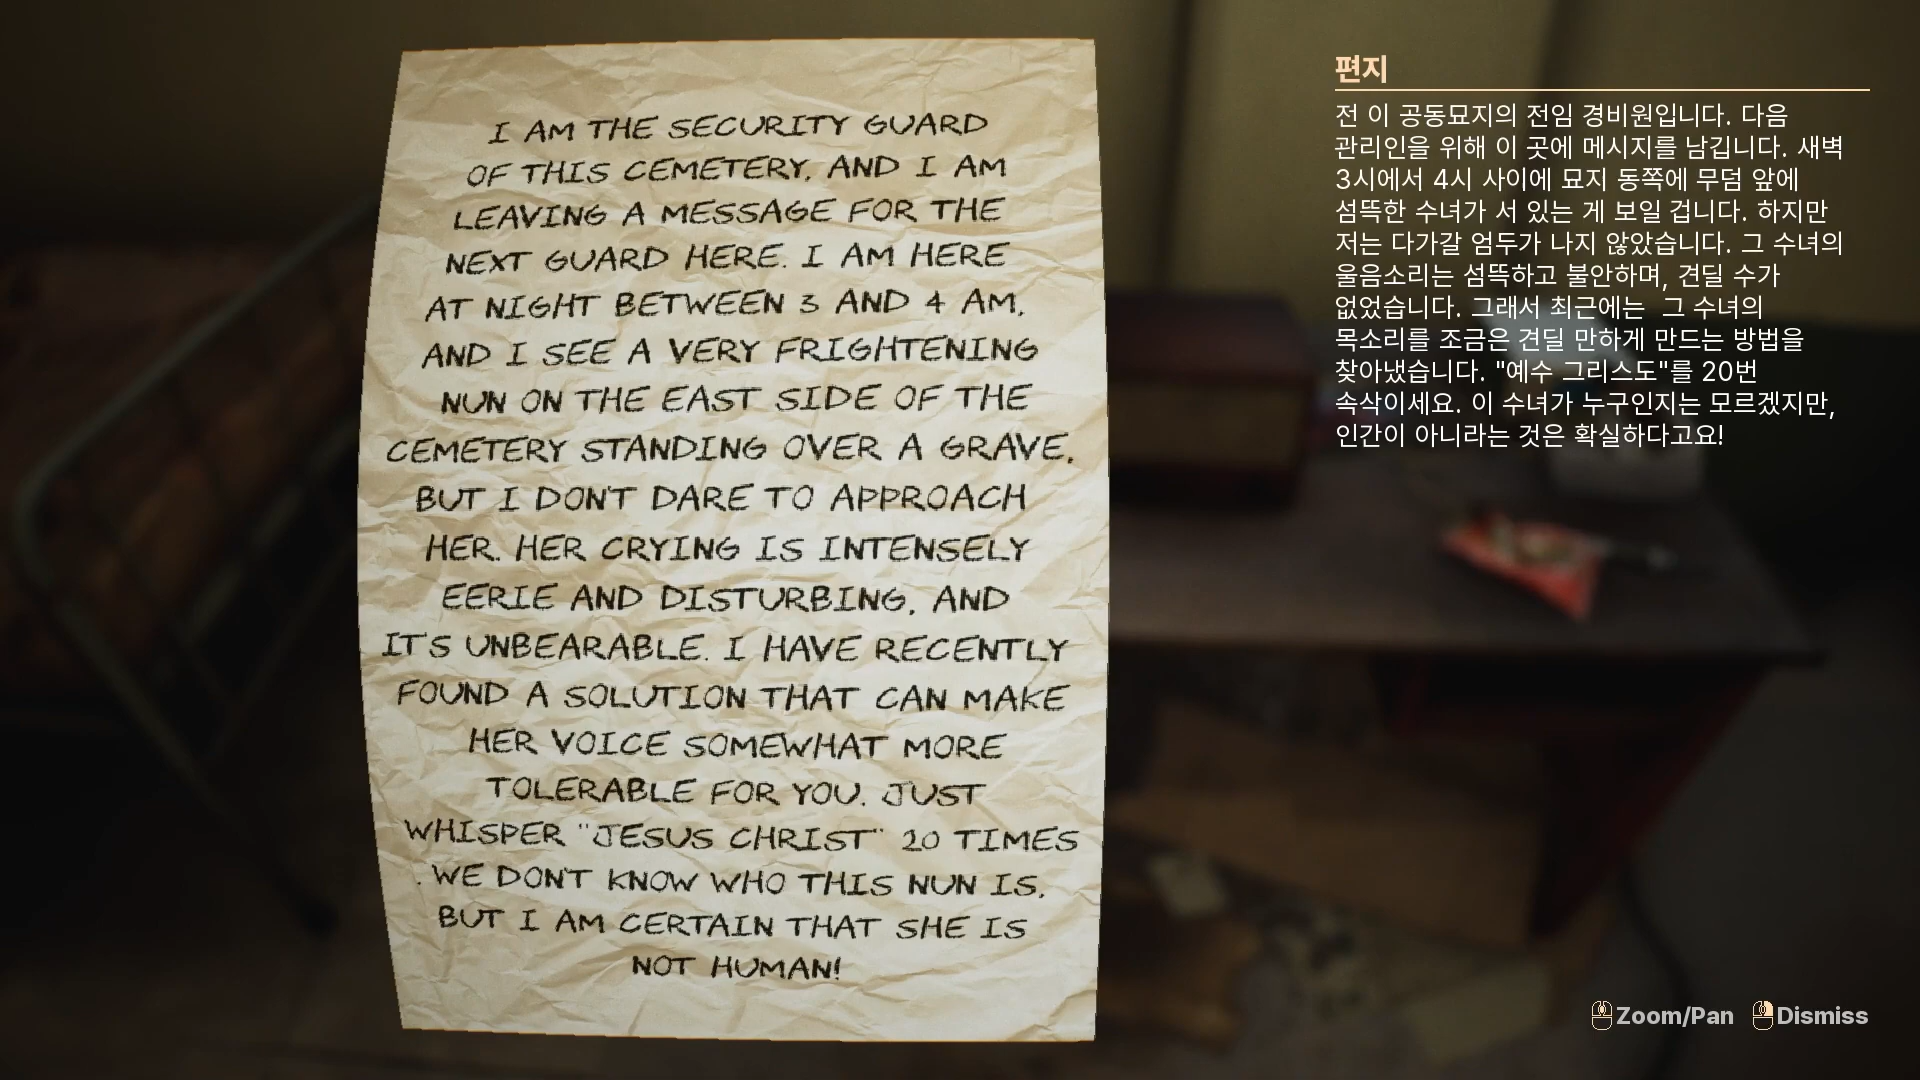 I AM THE SECURITY GUARD
OF THIS CEMETERY, AND I AM
LEAVING A MESSAGE FOR THE
NEXT GUARD HERE. I AM HERE
AT NIGHT BETWEEN 3 AND 4 AM,
AND I SEE A VERY FRIGHTENING
NUN ON THE EAST SIDE OF THE
CEMETERY STANDING OVER A GRAVE,
BUT I DON'T DARE TO APPROACH
HER. HER CRYING IS INTENSELY
EERIE AND DISTURBING, AND
IT'S UNBEARABLE. I HAVE RECENTLY
FOUND A SOLUTION THAT CAN MAKE
HER VOICE SOMEWHAT MORE
TOLERABLE FOR YOU. JUST
WHISPER "JESUS CHRIST" 20 TIMES
. WE DON'T KNOW WHO THIS NUN IS,
BUT I AM CERTAIN THAT SHE IS
NOT HUMAN!
편지
전 이 공동묘지의 전임 경비원입니다. 다음
관리인을 위해 이 곳에 메시지를 남깁니다. 새벽
3시에서 4시 사이에 묘지 동쪽에 무덤 앞에
섬뜩한 수녀가 서 있는 게 보일 겁니다. 하지만
저는 다가갈 엄두가 나지 않았습니다. 그 수녀의
울음소리는 섬뜩하고 불안하며, 견딜 수가
없었습니다. 그래서 최근에는 그 수녀의
목소리를 조금은 견딜 만하게 만드는 방법을
찾아냈습니다. "예수 그리스도"를 20번
속삭이세요. 이 수녀가 누구인지는 모르겠지만,
인간이 아니라는 것은 확실하다고요!
Zoom/Pan Dismiss